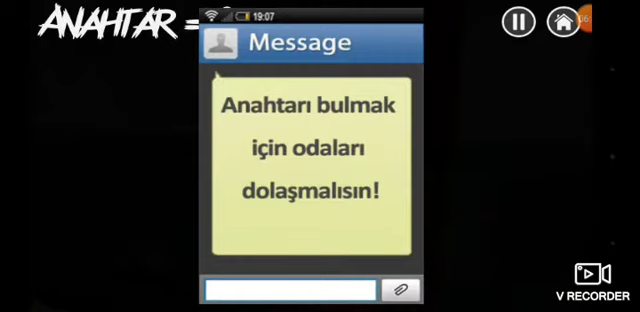 ANAHTAR =
19:07
Message
Anahtarı bulmak
için odaları
dolaşmalısın!
V RECORDER